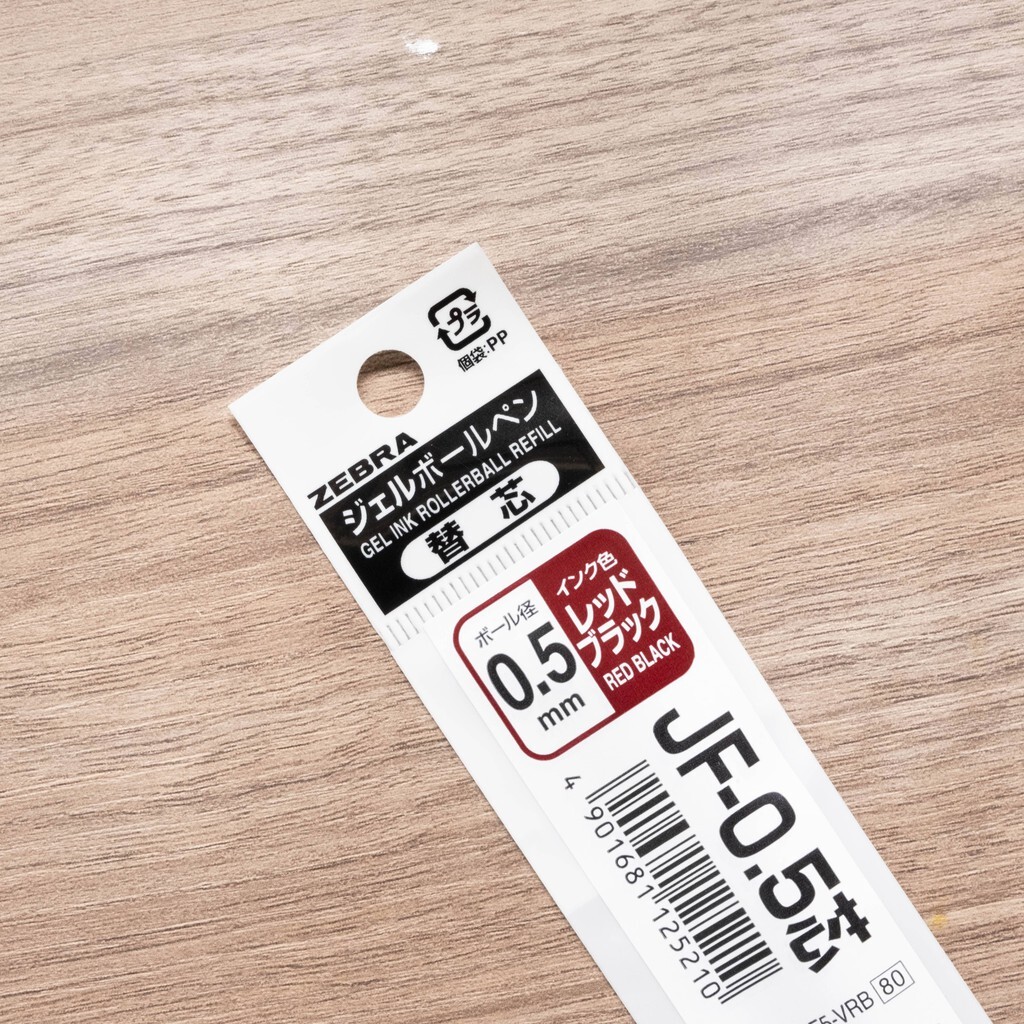 プラ
個袋:PP
ZEBRA
ジェルボールペン
GEL INK ROLLERBALL REFILL
替 芯
ボール径
0.5
mm
インク色
レッド
ブラック
RED BLACK
JF-0.5芯
4 901681 125210
F5-VRB 80